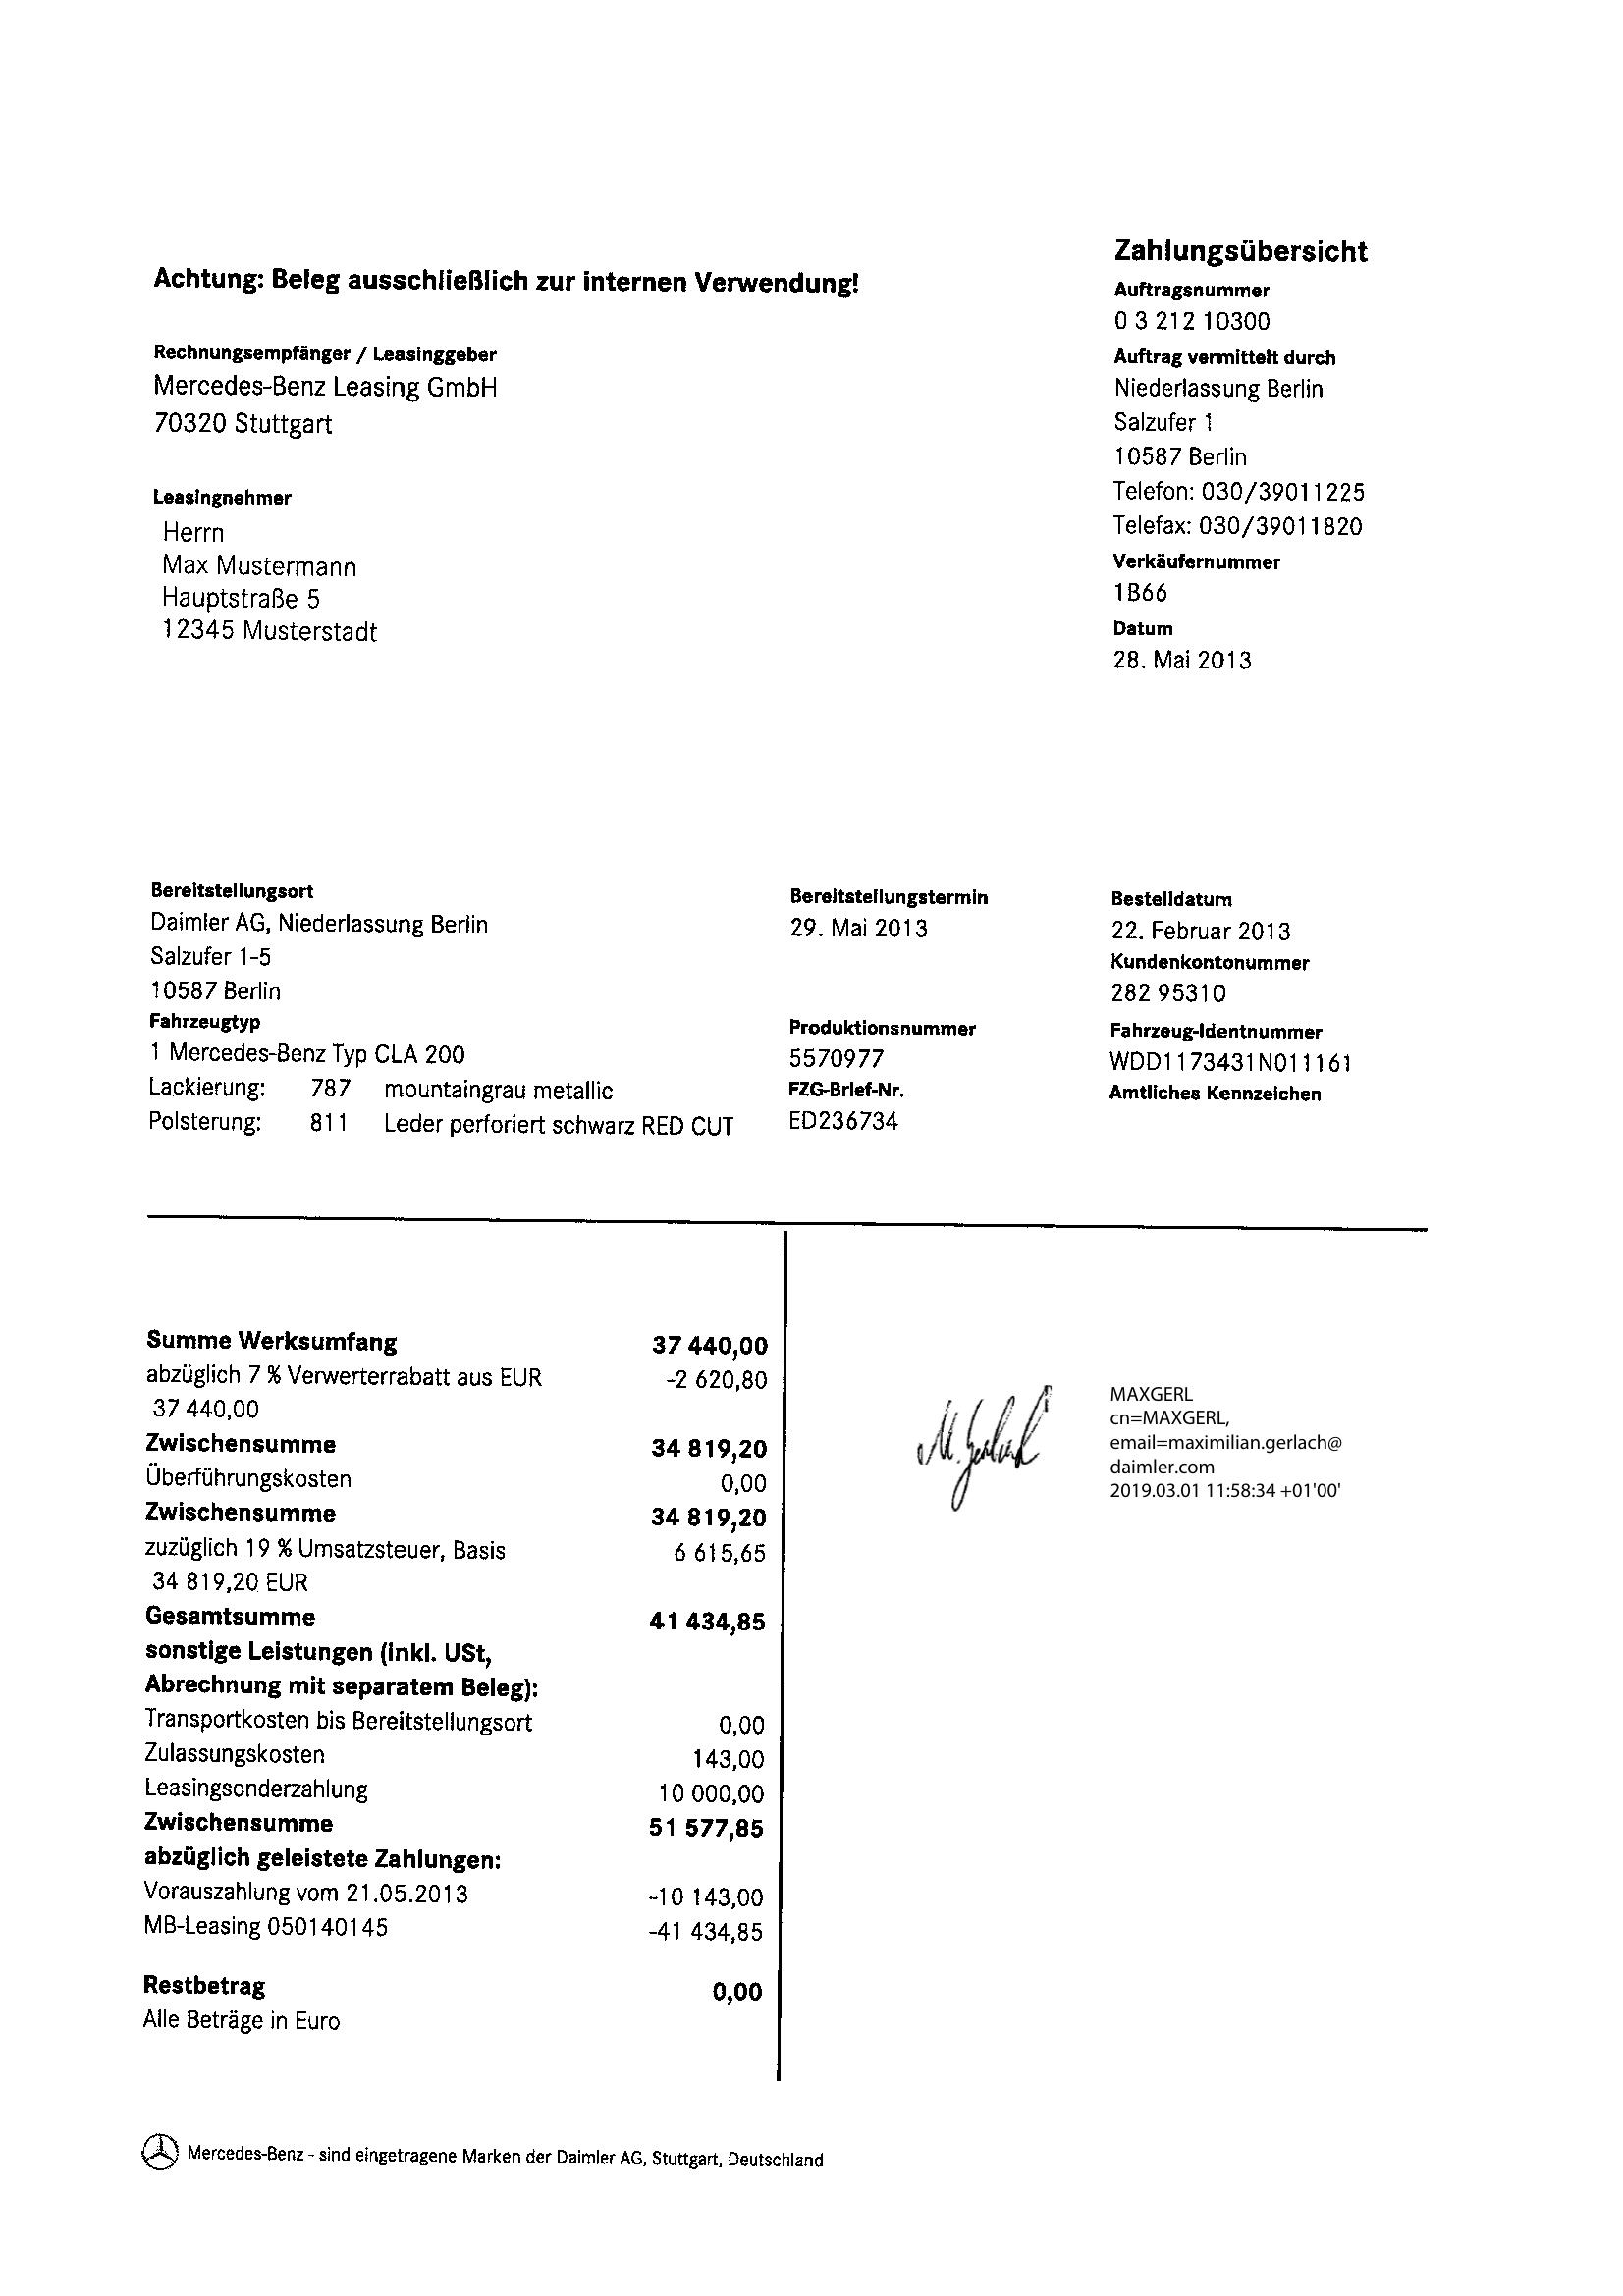 Zahlungsübersicht
Achtung: Beleg ausschließlich zur internen Verwendung!
Auftragsnummer
0 3 212 10300
Rechnungsempfänger / Leasinggeber
Mercedes-Benz Leasing GmbH
70320 Stuttgart
Auftrag vermittelt durch
Niederlassung Berlin
Salzufer 1
10587 Berlin
Telefon: 030/39011225
Telefax: 030/39011820
Leasingnehmer
Herrn
Max Mustermann
Hauptstraße 5
12345 Musterstadt
Verkäufernummer
1B66
Datum
28. Mai 2013
Bereitstellungsort
Daimler AG, Niederlassung Berlin
Salzufer 1-5
10587 Berlin
Bereitstellungstermin
29. Mai 2013
Bestelldatum
22. Februar 2013
Kundenkontonummer
282 95310
Fahrzeugtyp
1 Mercedes-Benz Typ CLA 200
Lackierung: 787 mountaingrau metallic
Polsterung: 811 Leder perforiert schwarz RED CUT
Produktionsnummer
5570977
FZG-Brief-Nr.
ED236734
Fahrzeug-Identnummer
WDD1173431N011161
Amtliches Kennzeichen
Summe Werksumfang 37 440,00
abzüglich 7 % Verwerterrabatt aus EUR -2 620,80
37 440,00
Zwischensumme 34 819,20
Überführungskosten 0,00
Zwischensumme 34 819,20
zuzüglich 19 % Umsatzsteuer, Basis 6 615,65
34 819,20 EUR
Gesamtsumme 41 434,85
sonstige Leistungen (inkl. USt,
Abrechnung mit separatem Beleg):
Transportkosten bis Bereitstellungsort 0,00
Zulassungskosten 143,00
Leasingsonderzahlung 10 000,00
Zwischensumme 51 577,85
abzüglich geleistete Zahlungen:
Vorauszahlung vom 21.05.2013 -10 143,00
MB-Leasing 050140145 -41 434,85
Restbetrag 0,00
Alle Beträge in Euro
M. Gerlach
MAXGERL
cn=MAXGERL,
email=maximilian.gerlach@
daimler.com
2019.03.01 11:58:34 +01'00'
Mercedes-Benz - sind eingetragene Marken der Daimler AG, Stuttgart, Deutschland